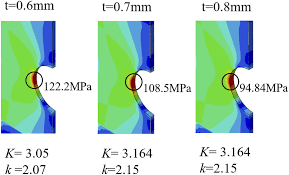 t=0.6mm t=0.7mm t=0.8mm
122.2MPa 108.5MPa 94.84MPa
K= 3.05 K= 3.164 K= 3.164
k =2.07 k=2.15 k=2.15